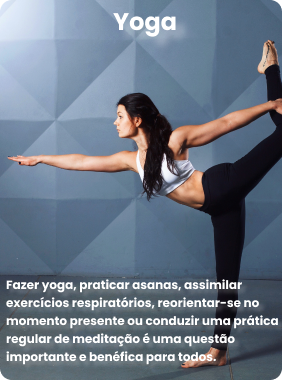 Yoga
Fazer yoga, praticar asanas, assimilar
exercícios respiratórios, reorientar-se no
momento presente ou conduzir uma prática
regular de meditação é uma questão
importante e benéfica para todos.